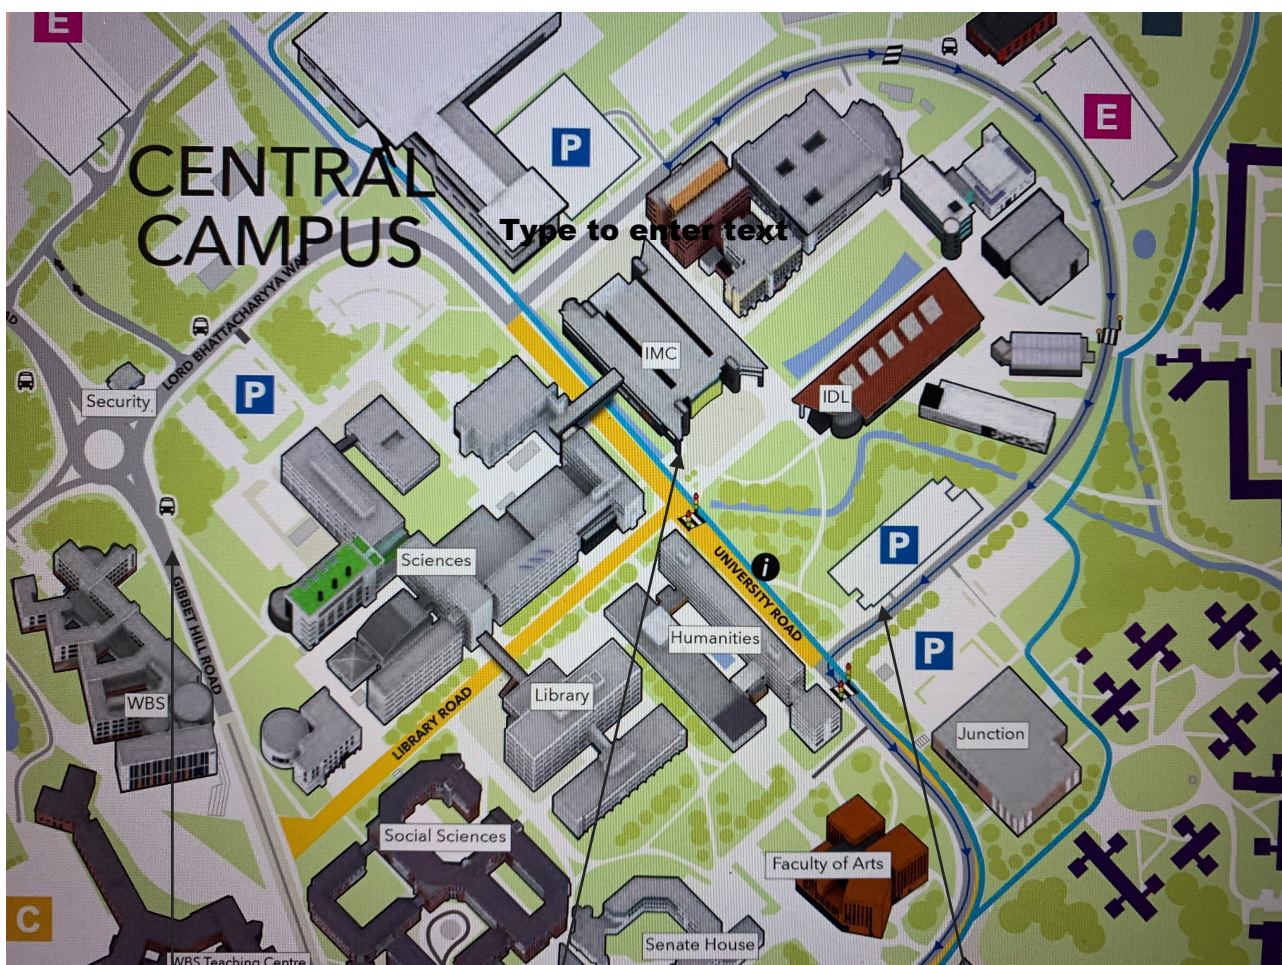 E
CENTRAL
CAMPUS
P
E
Type to enter text
LORD BHATTACHARYYA WAY
AD
IMC
Security
P
IDL
Sciences
P
UNIVERSITY ROAD
i
GIBBET HILL ROAD
Humanities
P
WBS
Library
LIBRARY ROAD
Junction
Social Sciences
Faculty of Arts
C
Senate House
WBS Teaching Centre